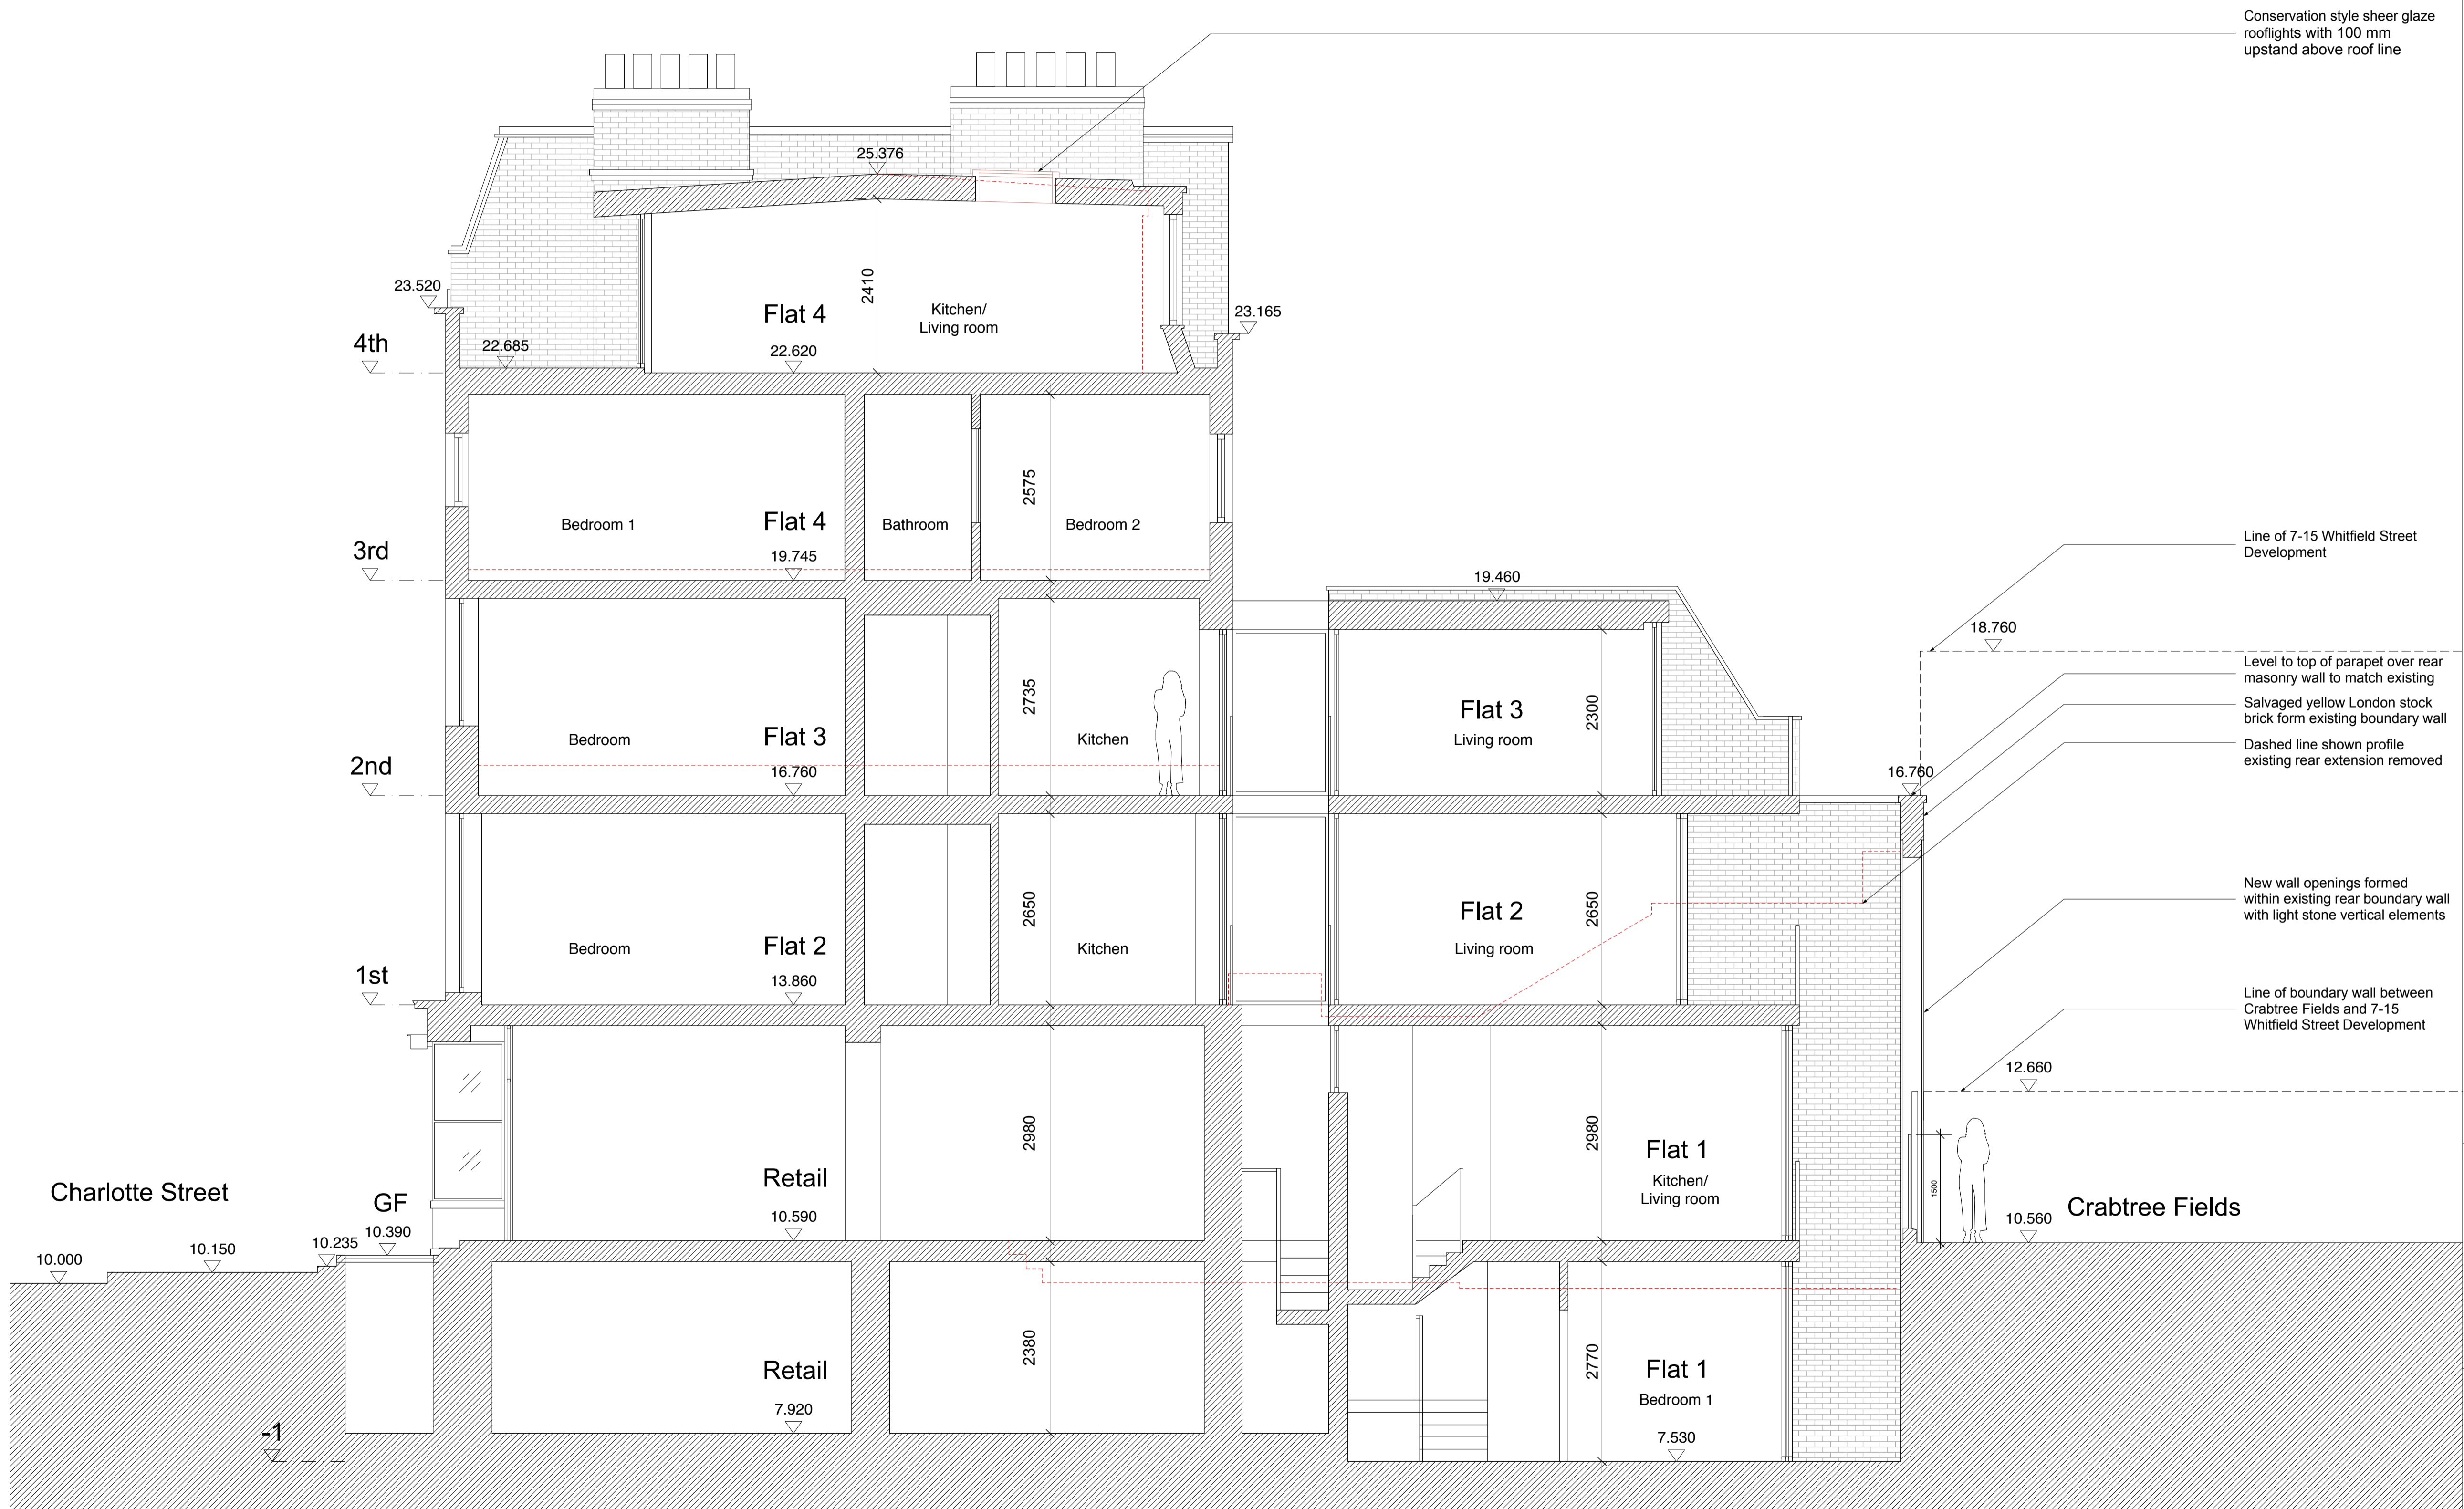 Conservation style sheer glaze
rooflights with 100 mm
upstand above roof line
25.376
23.520
2410
Flat 4
Kitchen/
Living room
23.165
4th
22.685
22.620
2575
Bedroom 1
Flat 4
Bathroom
Bedroom 2
3rd
19.745
Line of 7-15 Whitfield Street
Development
19.460
18.760
Level to top of parapet over rear
masonry wall to match existing
Salvaged yellow London stock
brick form existing boundary wall
Dashed line shown profile
existing rear extension removed
2735
2300
Flat 3
Living room
Bedroom
Flat 3
Kitchen
2nd
16.760
16.760
2650
2650
Flat 2
Living room
Bedroom
Flat 2
Kitchen
1st
13.860
New wall openings formed
within existing rear boundary wall
with light stone vertical elements
Line of boundary wall between
Crabtree Fields and 7-15
Whitfield Street Development
12.660
2980
2980
Flat 1
Kitchen/
Living room
1500
Charlotte Street
GF
Retail
Crabtree Fields
10.000
10.150
10.235
10.390
10.590
10.560
2380
2770
Retail
Flat 1
Bedroom 1
7.920
-1
7.530